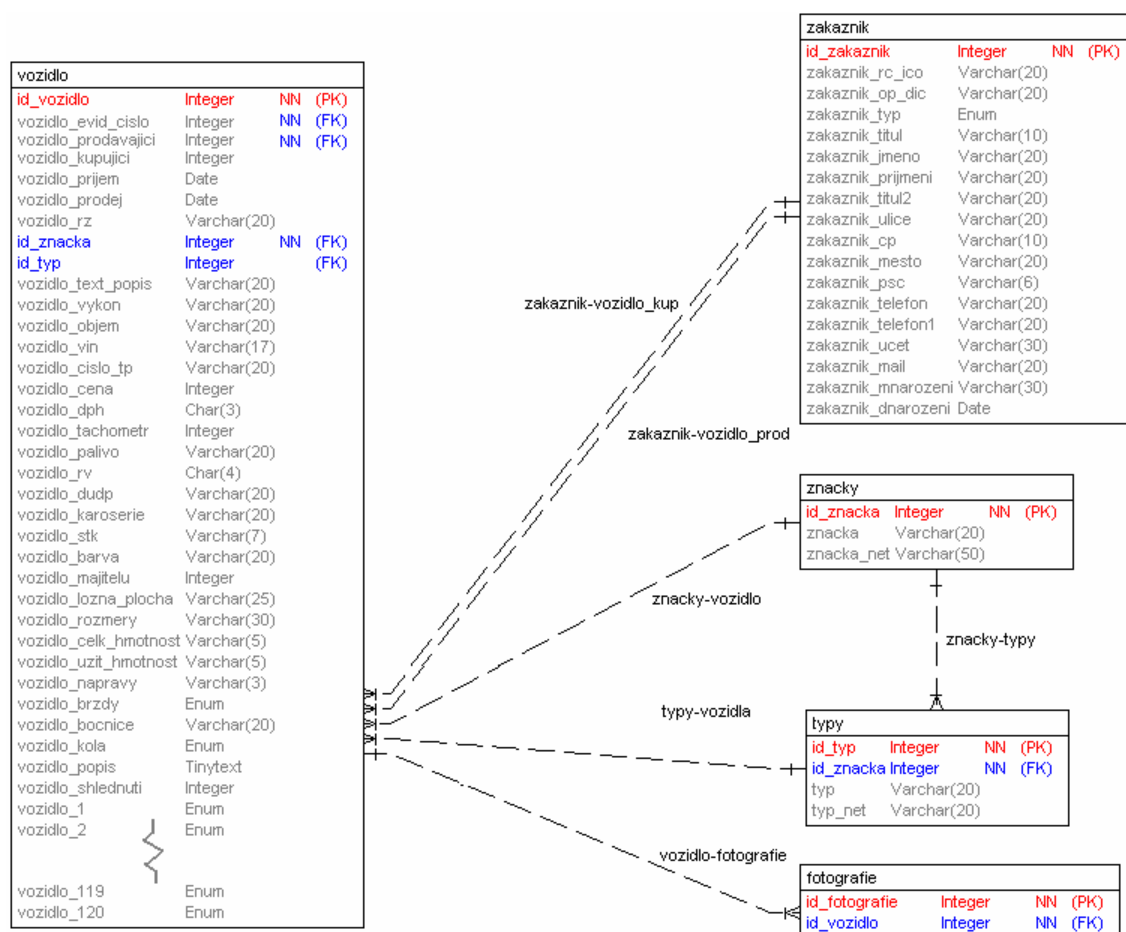 vozidlo
id_vozidlo Integer NN (PK)
vozidlo_evid_cislo Integer NN (FK)
vozidlo_prodavajici Integer NN (FK)
vozidlo_kupujici Integer
vozidlo_prijem Date
vozidlo_prodej Date
vozidlo_rz Varchar(20)
id_znacka Integer NN (FK)
id_typ Integer (FK)
vozidlo_text_popis Varchar(20)
vozidlo_vykon Varchar(20)
vozidlo_objem Varchar(20)
vozidlo_vin Varchar(17)
vozidlo_cislo_tp Varchar(20)
vozidlo_cena Integer
vozidlo_dph Char(3)
vozidlo_tachometr Integer
vozidlo_palivo Varchar(20)
vozidlo_rv Char(4)
vozidlo_dudp Varchar(20)
vozidlo_karoserie Varchar(20)
vozidlo_stk Varchar(7)
vozidlo_barva Varchar(20)
vozidlo_majitelu Integer
vozidlo_lozna_plocha Varchar(25)
vozidlo_rozmery Varchar(30)
vozidlo_celk_hmotnost Varchar(5)
vozidlo_uzit_hmotnost Varchar(5)
vozidlo_napravy Varchar(3)
vozidlo_brzdy Enum
vozidlo_bocnice Varchar(20)
vozidlo_kola Enum
vozidlo_popis Tinytext
vozidlo_shlednuti Integer
vozidlo_1 Enum
vozidlo_2 Enum
vozidlo_119 Enum
vozidlo_120 Enum
zakaznik-vozidlo_kup
zakaznik-vozidlo_prod
znacky-vozidlo
typy-vozidla
vozidlo-fotografie
zakaznik
id_zakaznik Integer NN (PK)
zakaznik_rc_ico Varchar(20)
zakaznik_op_dic Varchar(20)
zakaznik_typ Enum
zakaznik_titul Varchar(10)
zakaznik_jmeno Varchar(20)
zakaznik_prijmeni Varchar(20)
zakaznik_titul2 Varchar(20)
zakaznik_ulice Varchar(20)
zakaznik_cp Varchar(10)
zakaznik_mesto Varchar(20)
zakaznik_psc Varchar(6)
zakaznik_telefon Varchar(20)
zakaznik_telefon1 Varchar(20)
zakaznik_ucet Varchar(30)
zakaznik_mail Varchar(20)
zakaznik_mnarozeni Varchar(30)
zakaznik_dnarozeni Date
znacky
id_znacka Integer NN (PK)
znacka Varchar(20)
znacka_net Varchar(50)
znacky-typy
typy
id_typ Integer NN (PK)
id_znacka Integer NN (FK)
typ Varchar(20)
typ_net Varchar(20)
fotografie
id_fotografie Integer NN (PK)
id_vozidlo Integer NN (FK)